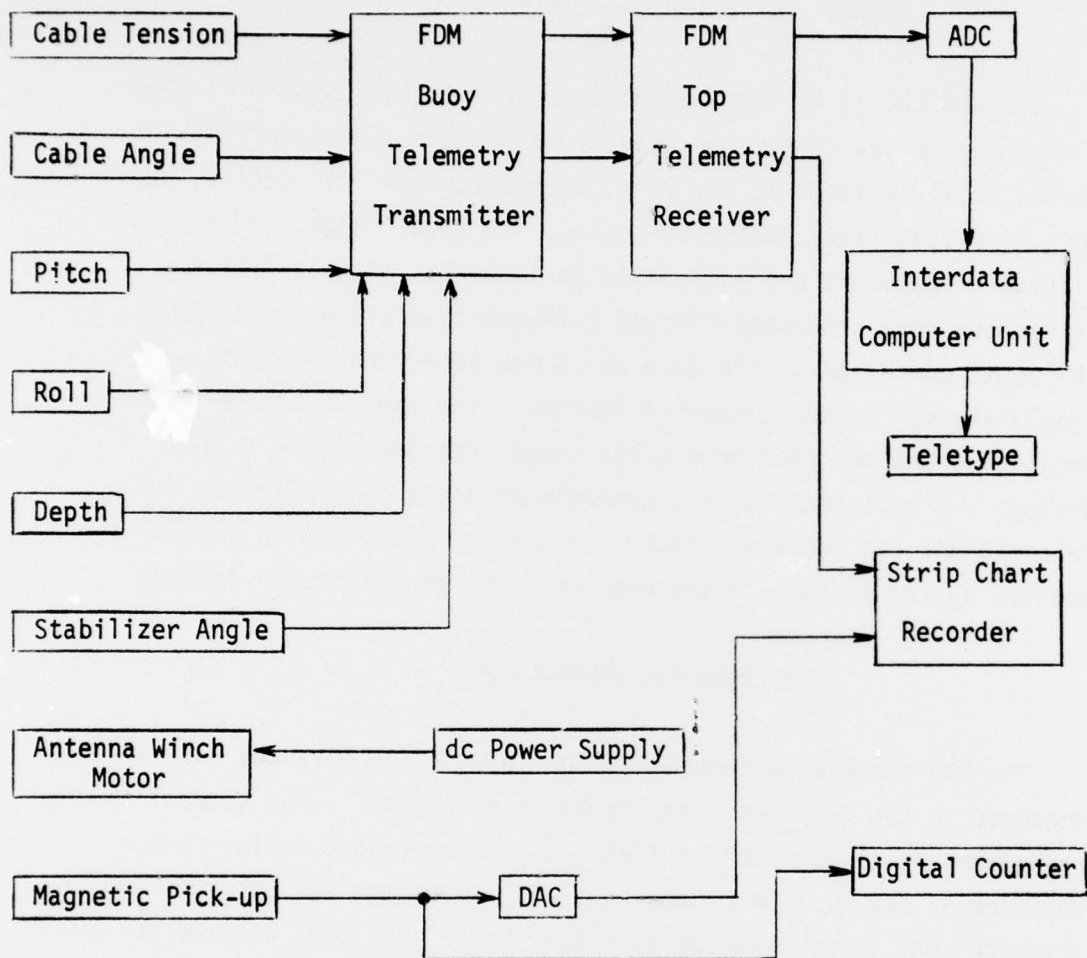 Cable Tension
FDM
Buoy
Telemetry
Transmitter
FDM
Top
Telemetry
Receiver
ADC
Cable Angle
Pitch
Interdata
Computer Unit
Roll
Teletype
Depth
Strip Chart
Recorder
Stabilizer Angle
Antenna Winch
Motor
dc Power Supply
Digital Counter
Magnetic Pick-up
DAC